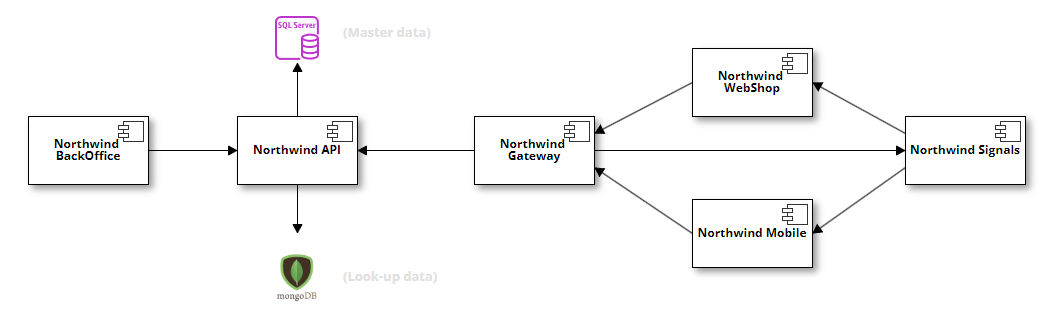 SQL Server
(Master data)
Northwind
WebShop
Northwind
BackOffice
Northwind API
Northwind
Gateway
Northwind Signals
Northwind Mobile
mongoDB
(Look-up data)